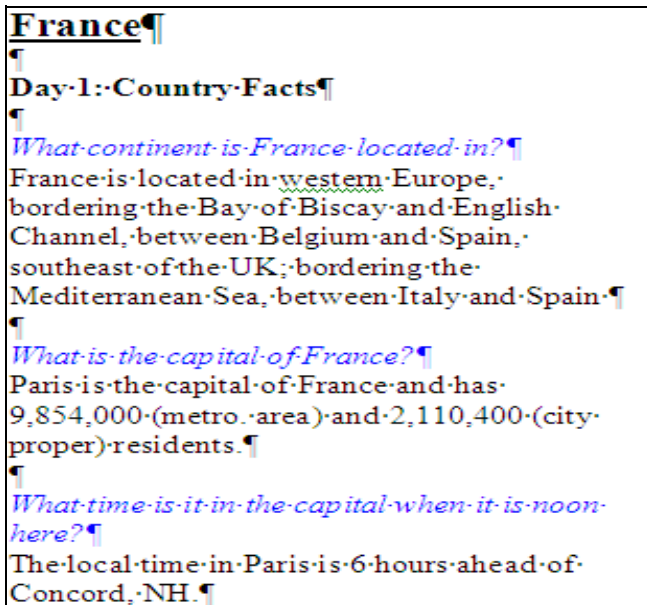 France¶
¶
Day·1:·Country·Facts¶
¶
What·continent·is·France·located·in?¶
France·is·located·in·western·Europe,·
bordering·the·Bay·of·Biscay·and·English·
Channel,·between·Belgium·and·Spain,·
southeast·of·the·UK;·bordering·the·
Mediterranean·Sea,·between·Italy·and·Spain·¶
¶
What·is·the·capital·of·France?¶
Paris·is·the·capital·of·France·and·has·
9,854,000·(metro.·area)·and·2,110,400·(city·
proper)·residents.¶
¶
What·time·is·it·in·the·capital·when·it·is·noon·
here?¶
The·local·time·in·Paris·is·6·hours·ahead·of·
Concord,·NH.¶